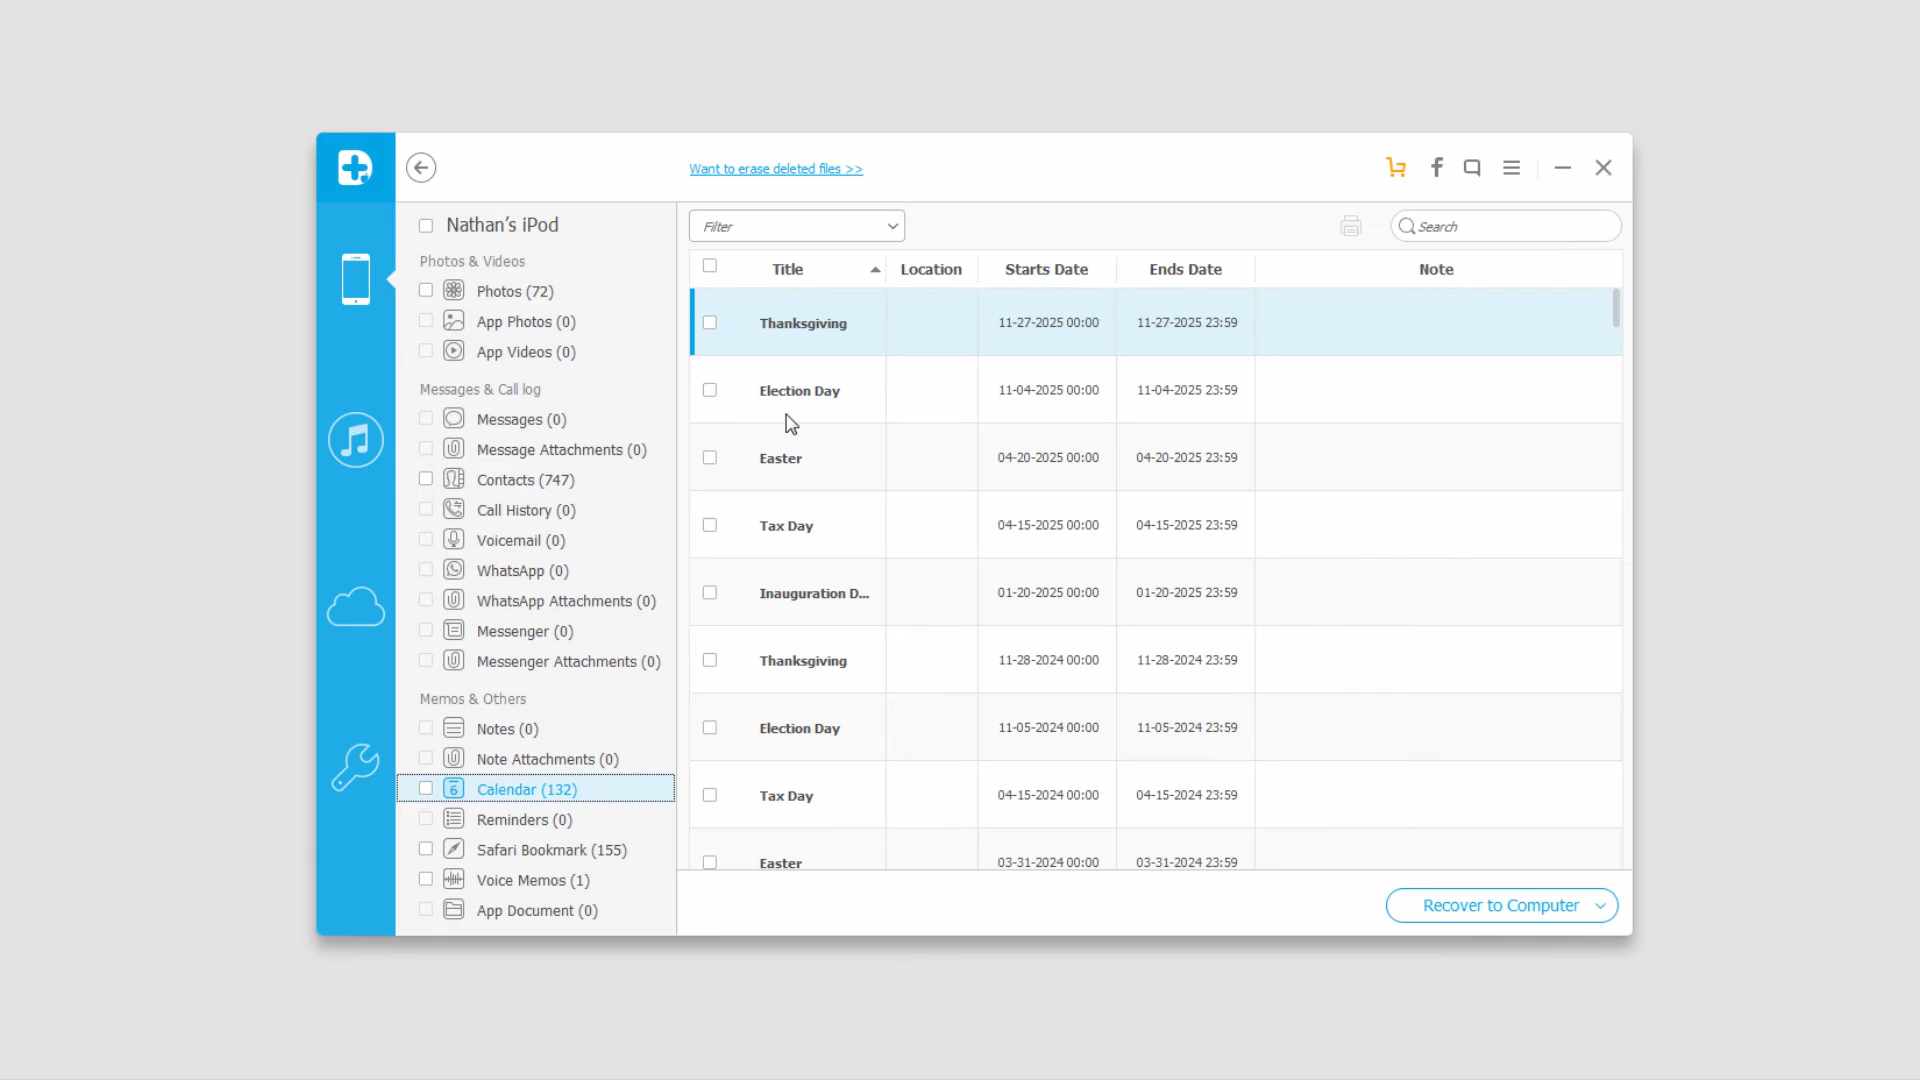 Want to erase deleted files >>
Nathan's iPod
Photos & Videos
Photos (72)
App Photos (0)
App Videos (0)
Messages & Call log
Messages (0)
Message Attachments (0)
Contacts (747)
Call History (0)
Voicemail (0)
WhatsApp (0)
WhatsApp Attachments (0)
Messenger (0)
Messenger Attachments (0)
Memos & Others
Notes (0)
Note Attachments (0)
6 Calendar (132)
Reminders (0)
Safari Bookmark (155)
Voice Memos (1)
App Document (0)
Filter
Search
Title Location Starts Date Ends Date Note
Thanksgiving 11-27-2025 00:00 11-27-2025 23:59
Election Day 11-04-2025 00:00 11-04-2025 23:59
Easter 04-20-2025 00:00 04-20-2025 23:59
Tax Day 04-15-2025 00:00 04-15-2025 23:59
Inauguration D... 01-20-2025 00:00 01-20-2025 23:59
Thanksgiving 11-28-2024 00:00 11-28-2024 23:59
Election Day 11-05-2024 00:00 11-05-2024 23:59
Tax Day 04-15-2024 00:00 04-15-2024 23:59
Easter 03-31-2024 00:00 03-31-2024 23:59
Recover to Computer